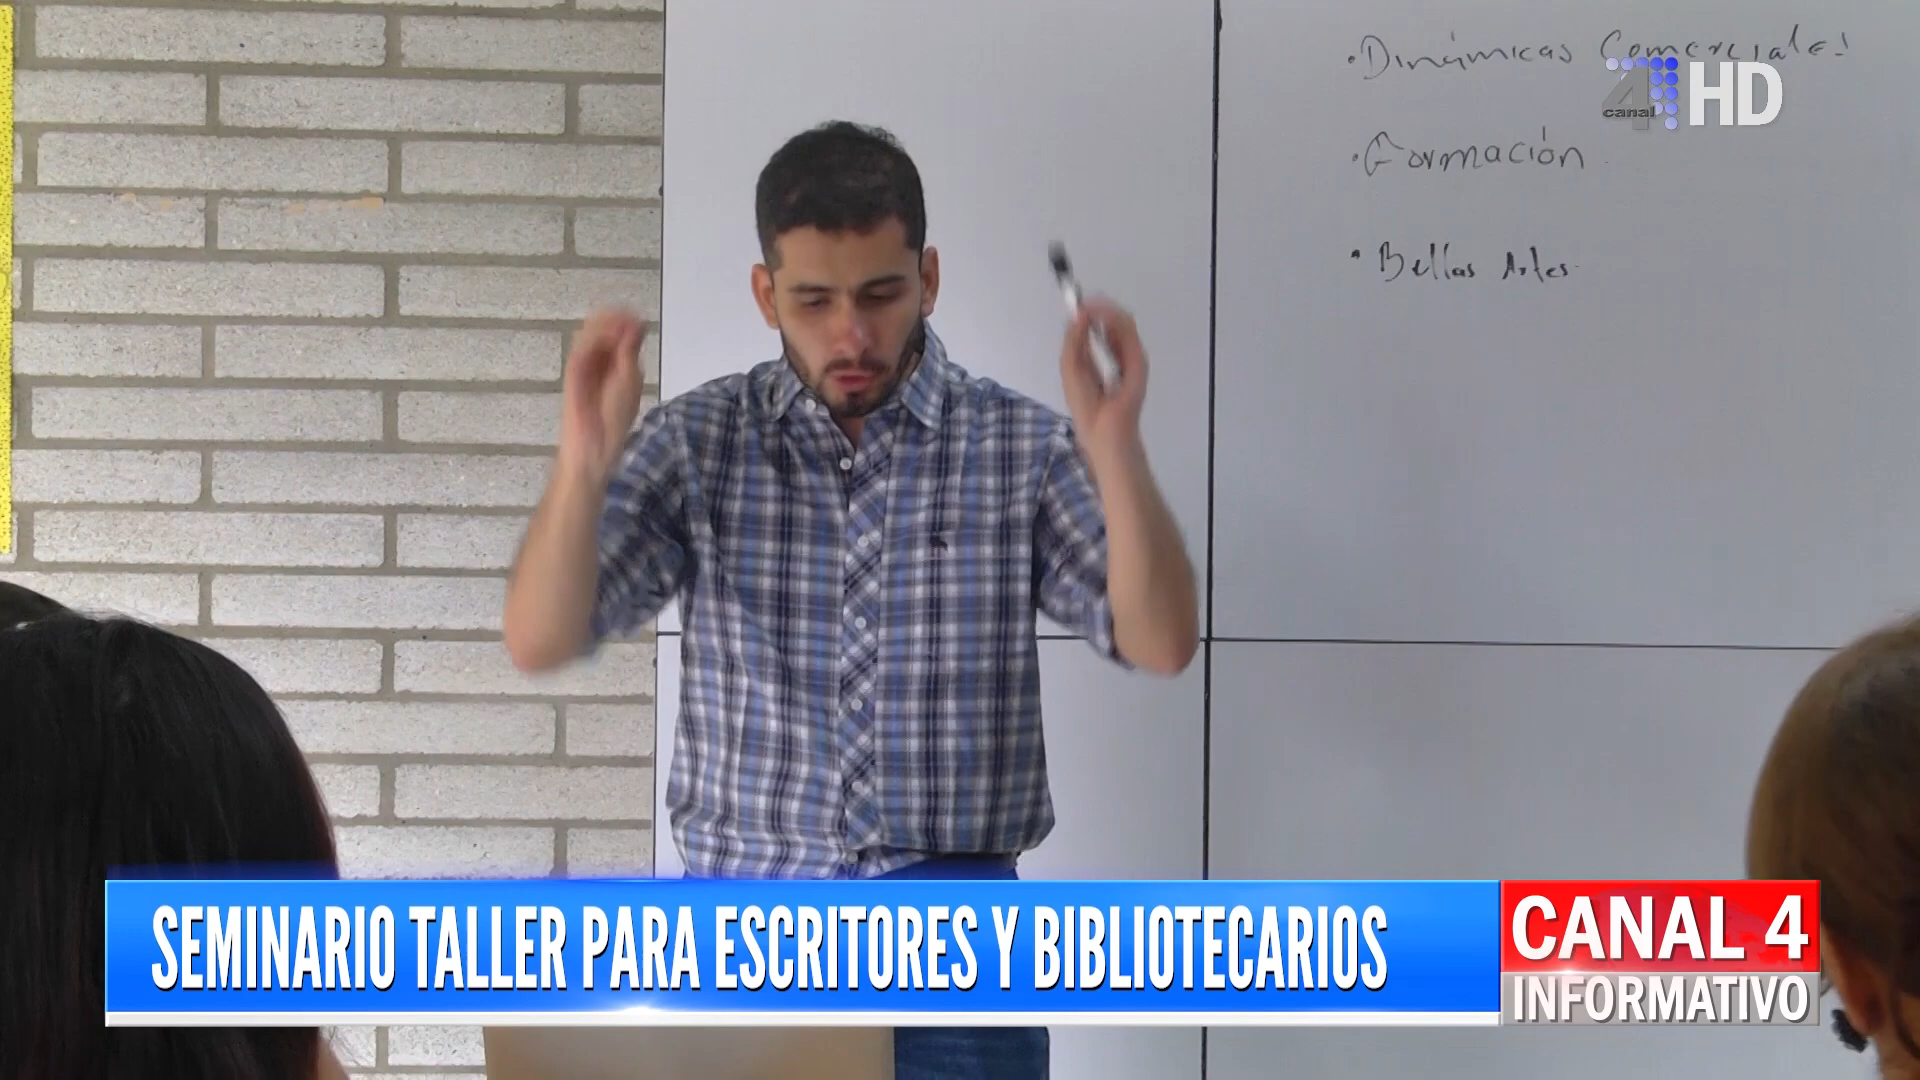 ·Dinámicas Comerciales
4 canal HD
·Formación
·Bellas Artes
SEMINARIO TALLER PARA ESCRITORES Y BIBLIOTECARIOS
CANAL 4
INFORMATIVO